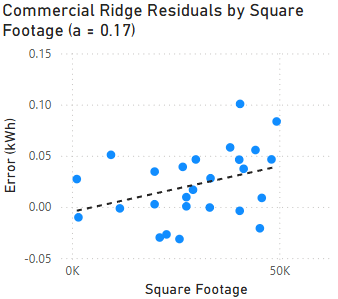 Commercial Ridge Residuals by Square
Footage (a = 0.17)
0.15
0.10
0.05
0.00
-0.05
Error (kWh)
0K
50K
Square Footage